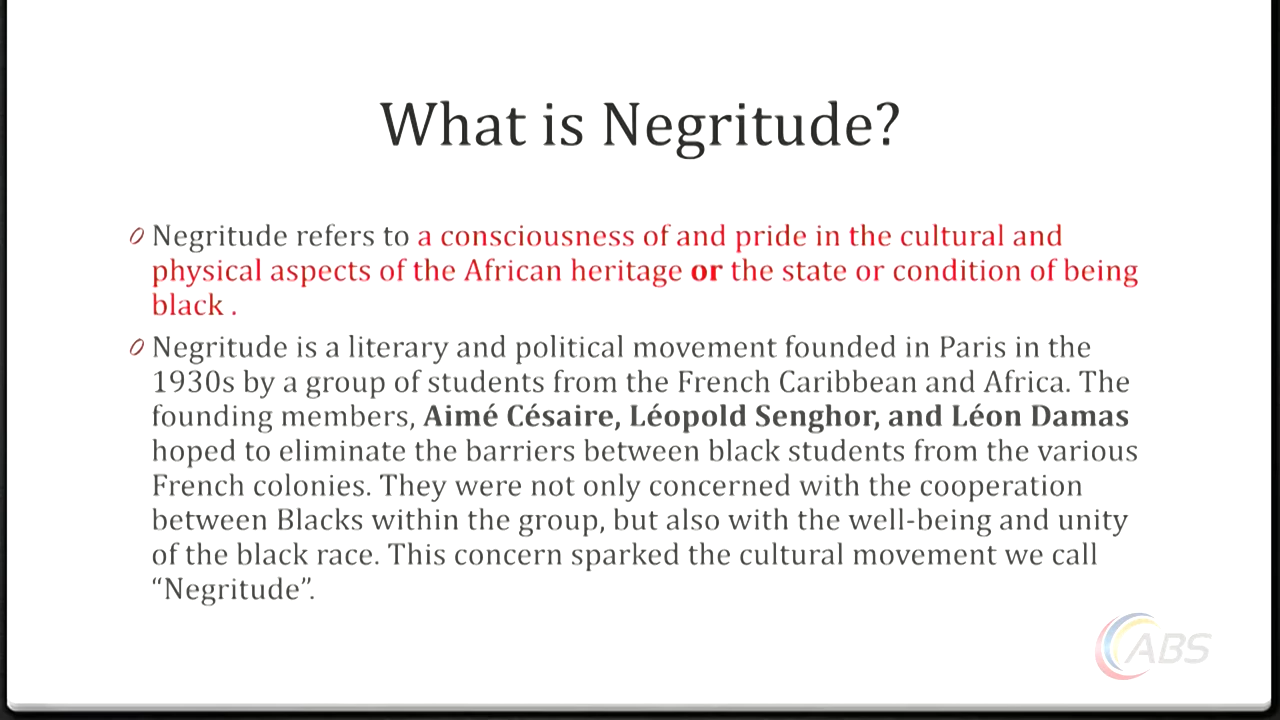 What is Negritude?
Negritude refers to a consciousness of and pride in the cultural and
physical aspects of the African heritage or the state or condition of being
black .
Negritude is a literary and political movement founded in Paris in the
1930s by a group of students from the French Caribbean and Africa. The
founding members, Aimé Césaire, Léopold Senghor, and Léon Damas
hoped to eliminate the barriers between black students from the various
French colonies. They were not only concerned with the cooperation
between Blacks within the group, but also with the well-being and unity
of the black race. This concern sparked the cultural movement we call
“Negritude”.
ABS